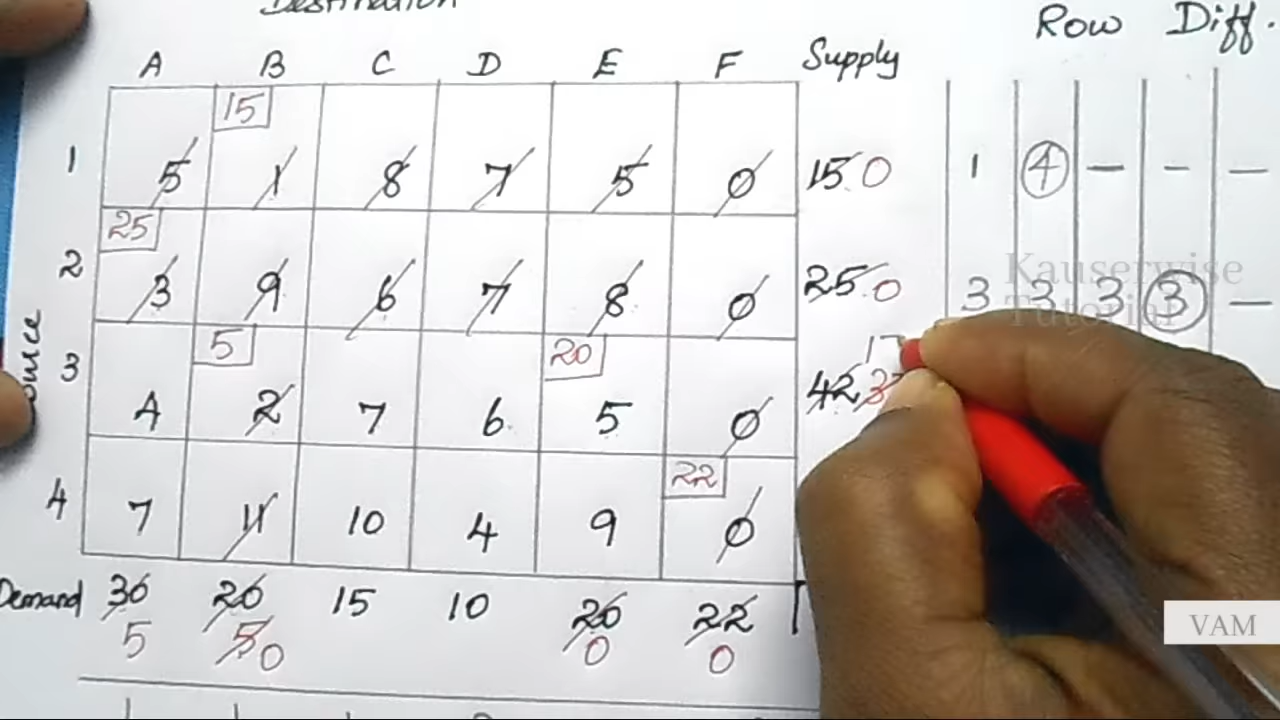 Destination
Row Diff.
A B C D E F Supply
15
1 5 1 8 7 5 0 15 0 1 4 — - —
25
2 3 9 6 7 8 0 25 0 3 3 3 3 —
Kauserwise
5 20 17
3 4 2 7 6 5 0 42
22
4 7 11 10 4 9 0
Demand 30 20 15 10 20 22
5 5 0 0 0
VAM